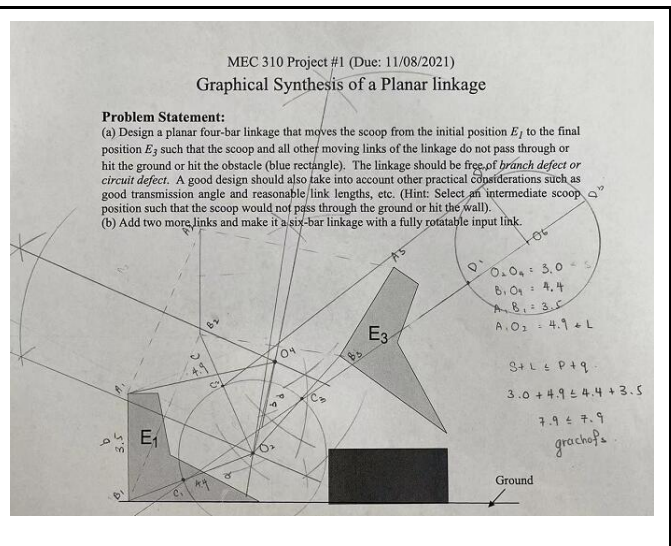 MEC 310 Project #1 (Due: 11/08/2021)
Graphical Synthesis of a Planar linkage
Problem Statement:
(a) Design a planar four-bar linkage that moves the scoop from the initial position E1 to the final
position E3 such that the scoop and all other moving links of the linkage do not pass through or
hit the ground or hit the obstacle (blue rectangle). The linkage should be free of branch defect or
circuit defect. A good design should also take into account other practical considerations such as
good transmission angle and reasonable link lengths, etc. (Hint: Select an intermediate scoop
position such that the scoop would not pass through the ground or hit the wall).
(b) Add two more links and make it a six-bar linkage with a fully rotatable input link.
O6
A3
D1
O2O4 = 3.0 = S
B1O4 = 4.4
A1B1 = 3.5
A1O2 = 4.9 = L
B2
E3
B3
O4
C
4.9
C2
S+L ≤ P+q
A1
C3
3.0 + 4.9 ≤ 4.4 + 3.5
7.9 ≤ 7.9
grashofs.
b
3.5
E1
O2
a
Ground
B1
C1
4.4